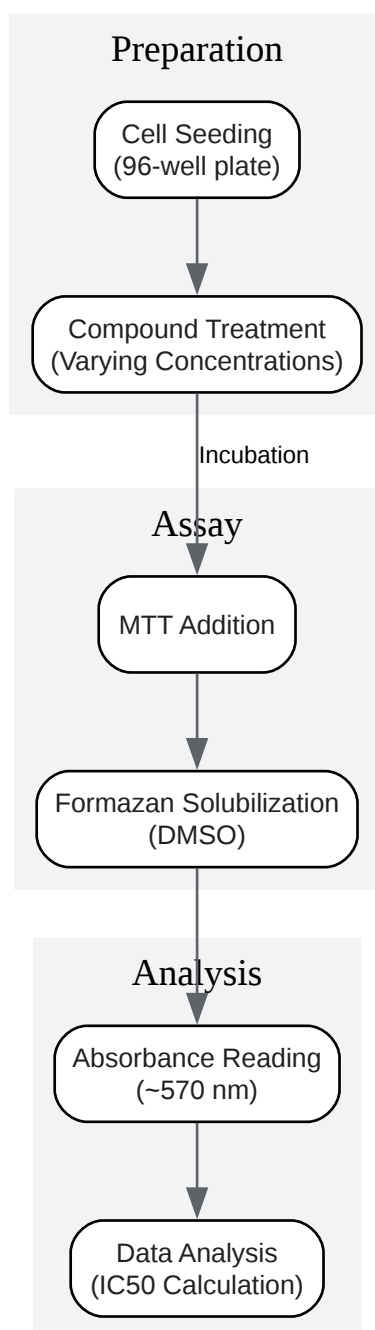 Preparation
Cell Seeding
(96-well plate)
Compound Treatment
(Varying Concentrations)
Incubation
Assay
MTT Addition
Formazan Solubilization
(DMSO)
Analysis
Absorbance Reading
(~570 nm)
Data Analysis
(IC50 Calculation)